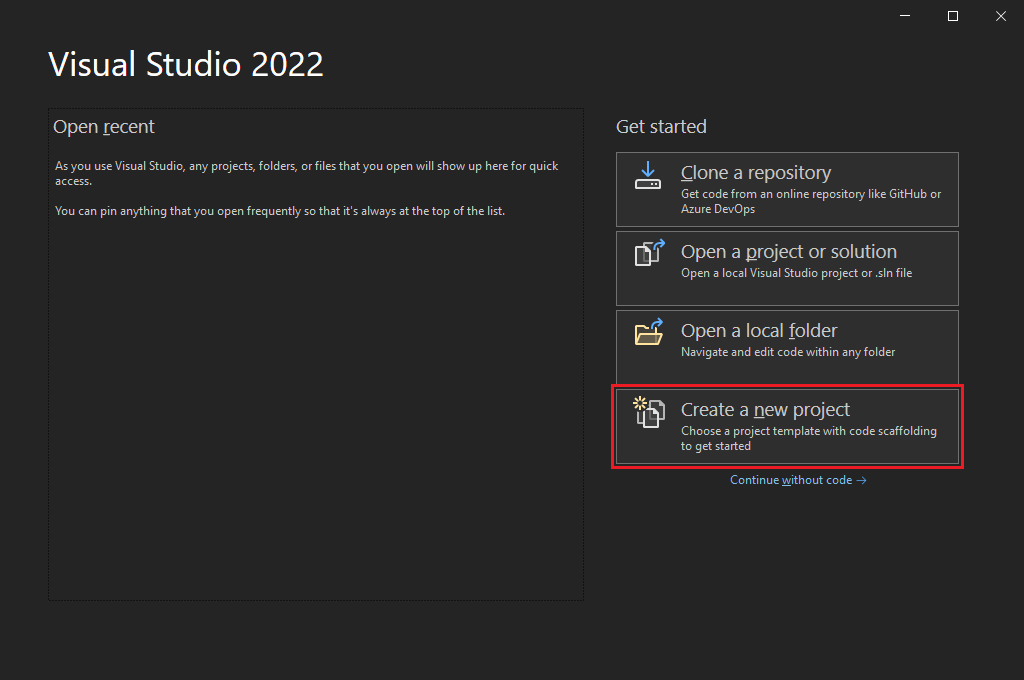 Visual Studio 2022
Open recent
As you use Visual Studio, any projects, folders, or files that you open will show up here for quick
access.
You can pin anything that you open frequently so that it's always at the top of the list.
Get started
Clone a repository
Get code from an online repository like GitHub or
Azure DevOps
Open a project or solution
Open a local Visual Studio project or .sln file
Open a local folder
Navigate and edit code within any folder
Create a new project
Choose a project template with code scaffolding
to get started
Continue without code →